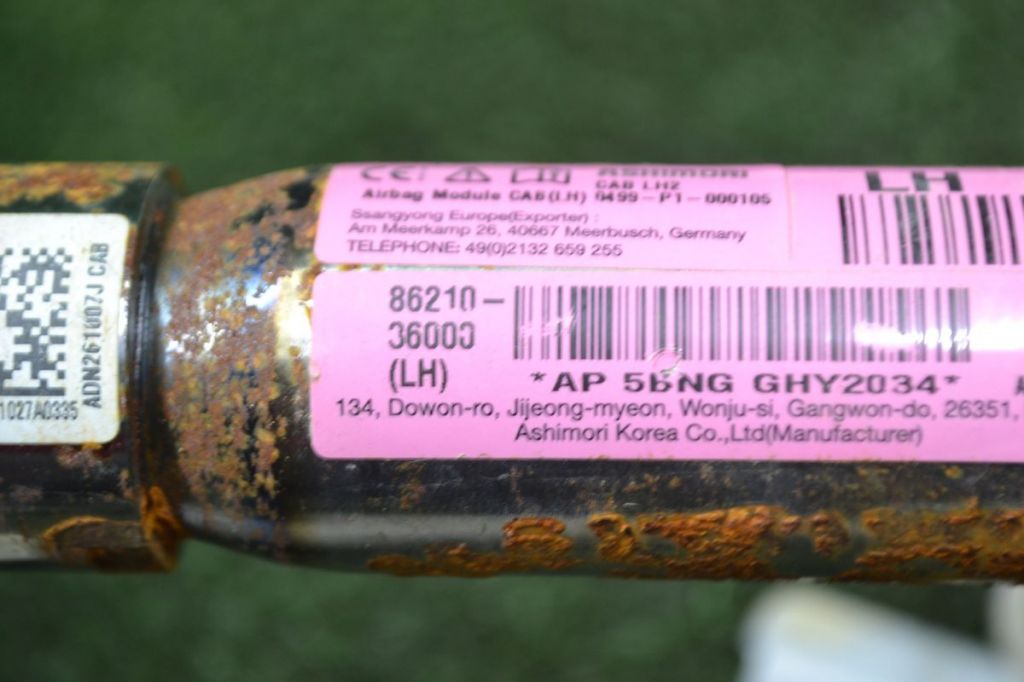 ADN261007J CAB
1027A0335
CE
ASHIMORI
CAB LH2
Airbag Module CAB(LH) 0499-P1-000105
Ssangyong Europe(Exporter) :
Am Meerkamp 26, 40667 Meerbusch, Germany
TELEPHONE: 49(0)2132 659 255
LH
86210-
36000
(LH)
*AP 5BNG GHY2034*
134, Dowon-ro, Jijeong-myeon, Wonju-si, Gangwon-do, 26351,
Ashimori Korea Co.,Ltd(Manufacturer)